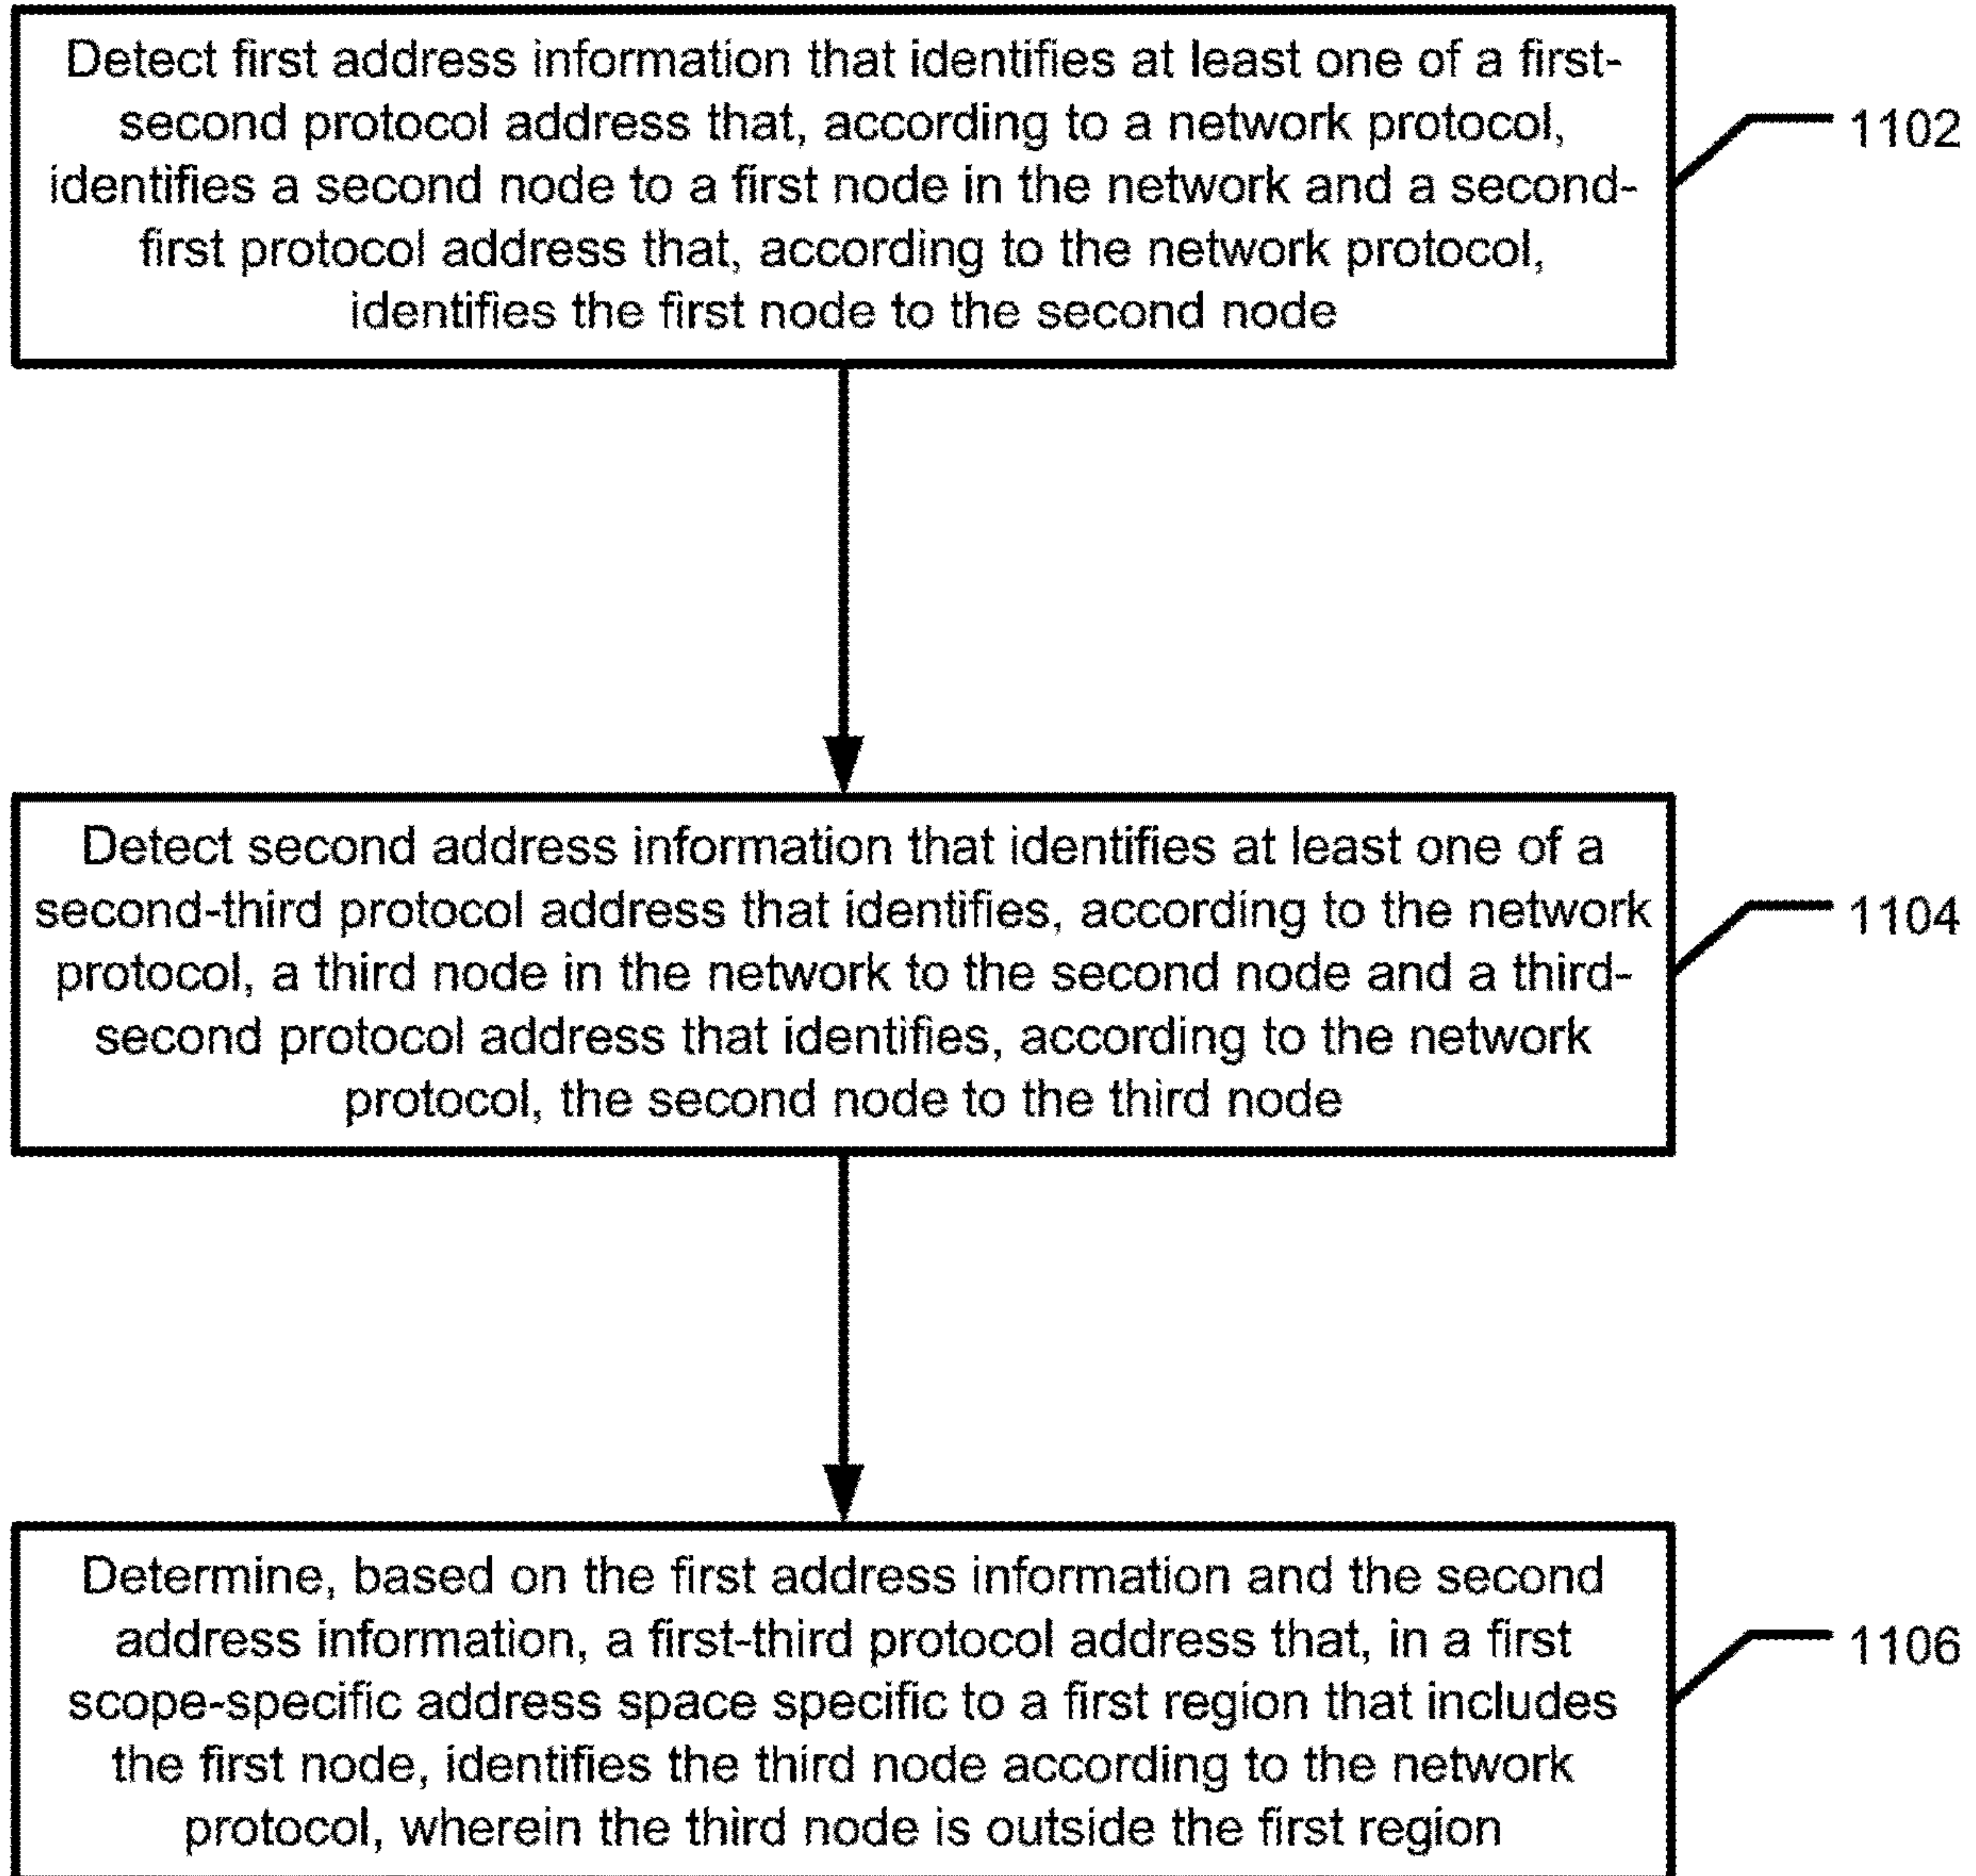 Detect first address information that identifies at least one of a first-
second protocol address that, according to a network protocol,
identifies a second node to a first node in the network and a second-
first protocol address that, according to the network protocol,
identifies the first node to the second node
1102
Detect second address information that identifies at least one of a
second-third protocol address that identifies, according to the network
protocol, a third node in the network to the second node and a third-
second protocol address that identifies, according to the network
protocol, the second node to the third node
1104
Determine, based on the first address information and the second
address information, a first-third protocol address that, in a first
scope-specific address space specific to a first region that includes
the first node, identifies the third node according to the network
protocol, wherein the third node is outside the first region
1106